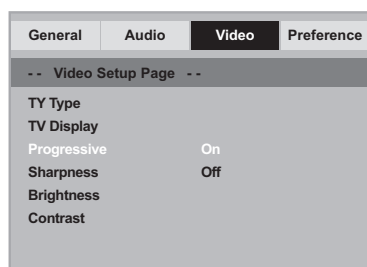 General Audio Video Preference
-- Video Setup Page --
TY Type
TV Display
Progressive On
Sharpness Off
Brightness
Contrast